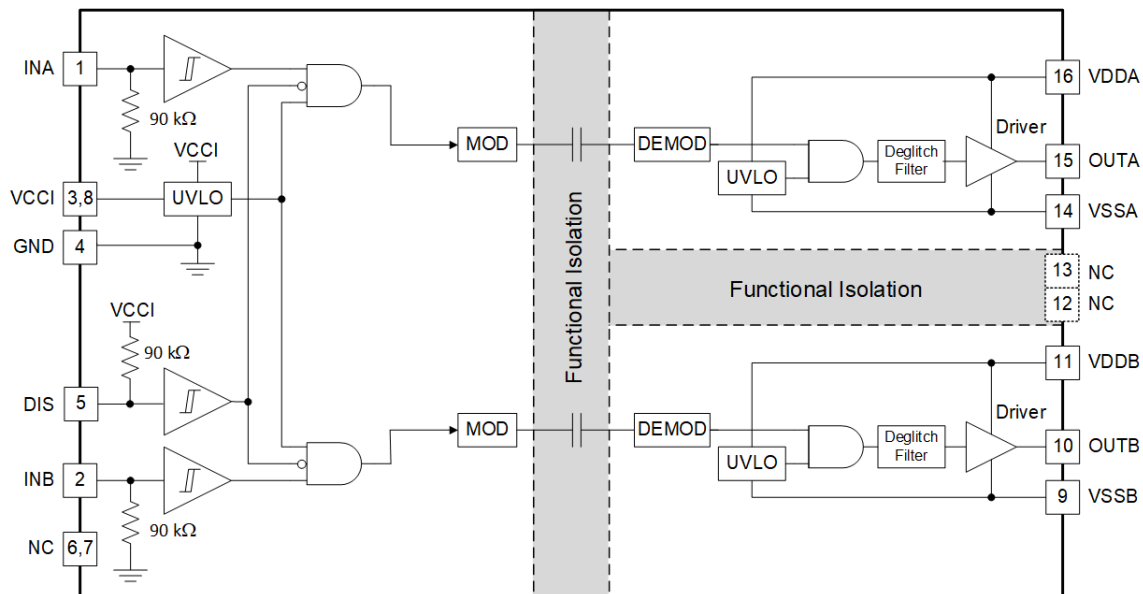 INA
1
90 kΩ
VCCI
VCCI
3,8
UVLO
GND
4
VCCI
90 kΩ
DIS
5
INB
2
90 kΩ
NC
6,7
MOD
MOD
Functional Isolation
DEMOD
UVLO
Deglitch
Filter
Driver
16
VDDA
15
OUTA
14
VSSA
Functional Isolation
13
NC
12
NC
DEMOD
UVLO
Deglitch
Filter
Driver
11
VDDB
10
OUTB
9
VSSB